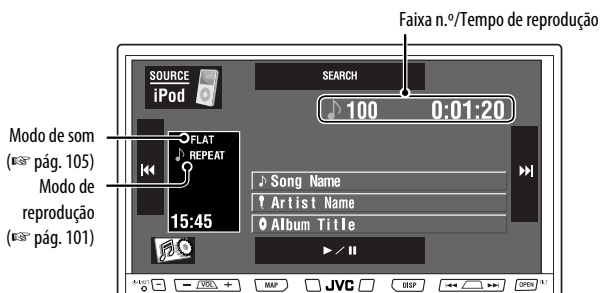 Faixa n.º/Tempo de reprodução
SOURCE
iPod
SEARCH
100 0:01:20
Modo de som
(☞ pág. 105)
Modo de
reprodução
(☞ pág. 101)
FLAT
REPEAT
Song Name
Artist Name
Album Title
15:45
VOL
MAP
JVC
DISP
OPEN
TILT